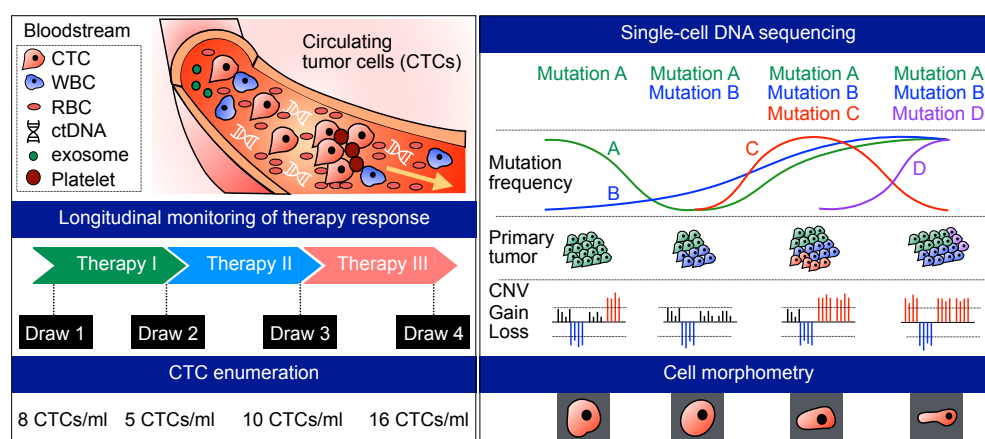 Bloodstream
CTC
WBC
RBC
ctDNA
exosome
Platelet
Circulating
tumor cells (CTCs)
Longitudinal monitoring of therapy response
Therapy I
Therapy II
Therapy III
Draw 1
Draw 2
Draw 3
Draw 4
CTC enumeration
8 CTCs/ml
5 CTCs/ml
10 CTCs/ml
16 CTCs/ml
Single-cell DNA sequencing
Mutation A
Mutation A
Mutation B
Mutation A
Mutation B
Mutation C
Mutation A
Mutation B
Mutation D
Mutation
frequency
A
B
C
D
Primary
tumor
CNV
Gain
Loss
Cell morphometry